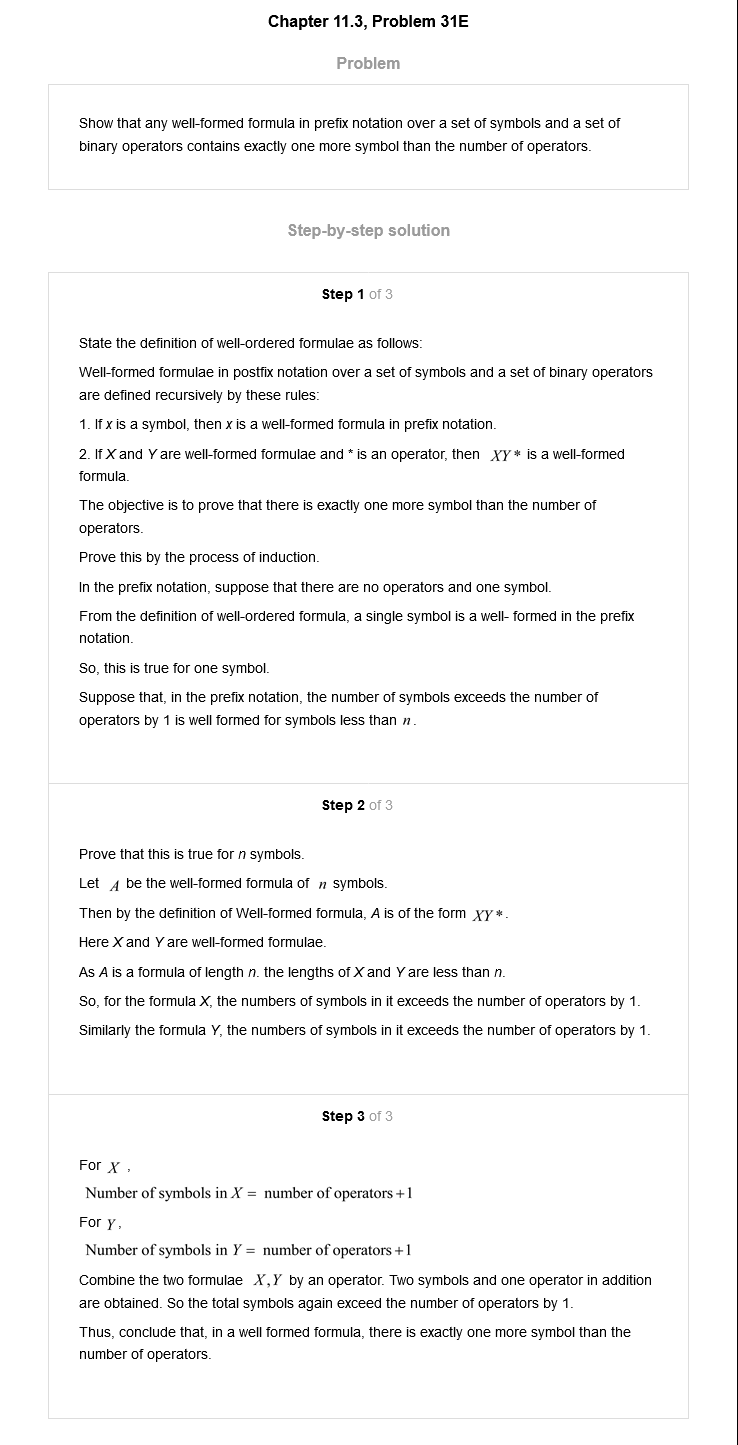 Chapter 11.3, Problem 31E
Problem
Show that any well-formed formula in prefix notation over a set of symbols and a set of
binary operators contains exactly one more symbol than the number of operators.
Step-by-step solution
Step 1 of 3
State the definition of well-ordered formulae as follows:
Well-formed formulae in postfix notation over a set of symbols and a set of binary operators
are defined recursively by these rules:
1. If x is a symbol, then x is a well-formed formula in prefix notation.
2. If X and Y are well-formed formulae and * is an operator, then XY * is a well-formed
formula.
The objective is to prove that there is exactly one more symbol than the number of
operators.
Prove this by the process of induction.
In the prefix notation, suppose that there are no operators and one symbol.
From the definition of well-ordered formula, a single symbol is a well- formed in the prefix
notation.
So, this is true for one symbol.
Suppose that, in the prefix notation, the number of symbols exceeds the number of
operators by 1 is well formed for symbols less than n.
Step 2 of 3
Prove that this is true for n symbols.
Let A be the well-formed formula of n symbols.
Then by the definition of Well-formed formula, A is of the form XY *.
Here X and Y are well-formed formulae.
As A is a formula of length n. the lengths of X and Y are less than n.
So, for the formula X, the numbers of symbols in it exceeds the number of operators by 1.
Similarly the formula Y, the numbers of symbols in it exceeds the number of operators by 1.
Step 3 of 3
For X ,
Number of symbols in X = number of operators +1
For Y,
Number of symbols in Y = number of operators +1
Combine the two formulae X,Y by an operator. Two symbols and one operator in addition
are obtained. So the total symbols again exceed the number of operators by 1.
Thus, conclude that, in a well formed formula, there is exactly one more symbol than the
number of operators.